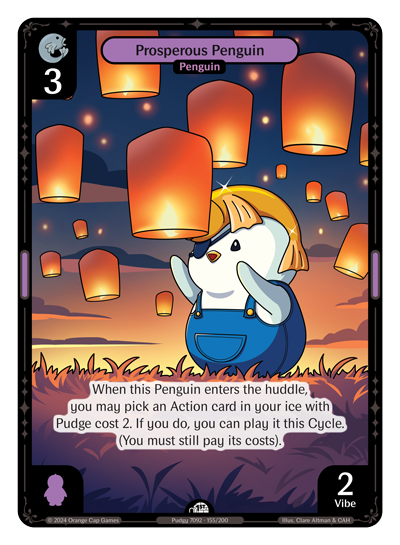 3
Prosperous Penguin
Penguin
When this Penguin enters the huddle,
you may pick an Action card in your ice with
Pudge cost 2. If you do, you can play it this Cycle.
(You must still pay its costs).
2
Vibe
© 2024 Orange Cap Games
Pudgy 7092 · 155/200
Illus. Clare Altman & CAH